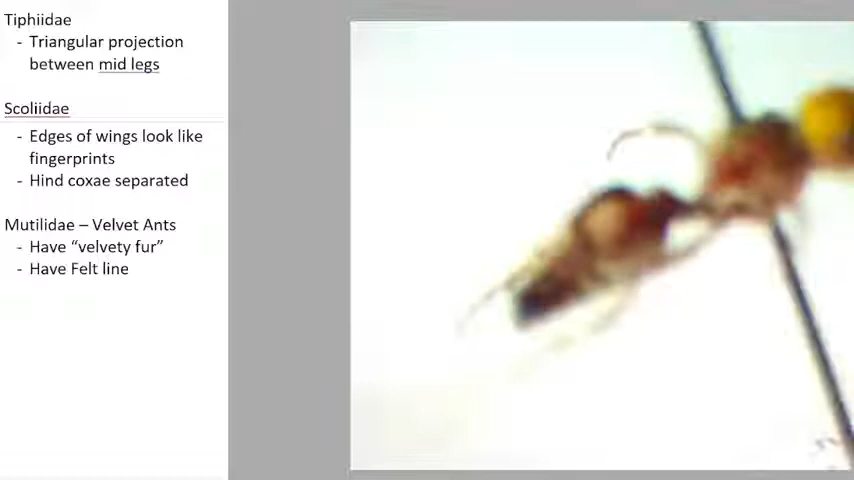 Tiphiidae
- Triangular projection
between mid legs
Scoliidae
- Edges of wings look like
fingerprints
- Hind coxae separated
Mutilidae – Velvet Ants
- Have “velvety fur”
- Have Felt line